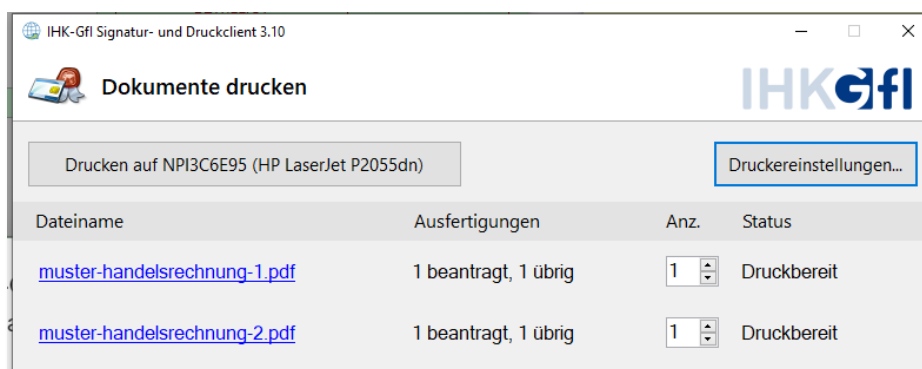 IHK-GfI Signatur- und Druckclient 3.10
Dokumente drucken
IHKGfI
Drucken auf NPI3C6E95 (HP LaserJet P2055dn)
Druckereinstellungen...
Dateiname Ausfertigungen Anz. Status
muster-handelsrechnung-1.pdf 1 beantragt, 1 übrig 1 Druckbereit
muster-handelsrechnung-2.pdf 1 beantragt, 1 übrig 1 Druckbereit